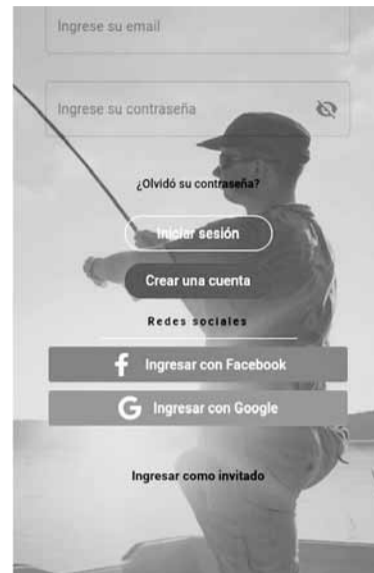 Ingrese su email
Ingrese su contraseña
¿Olvidó su contraseña?
Iniciar sesión
Crear una cuenta
Redes sociales
Ingresar con Facebook
Ingresar con Google
Ingresar como invitado